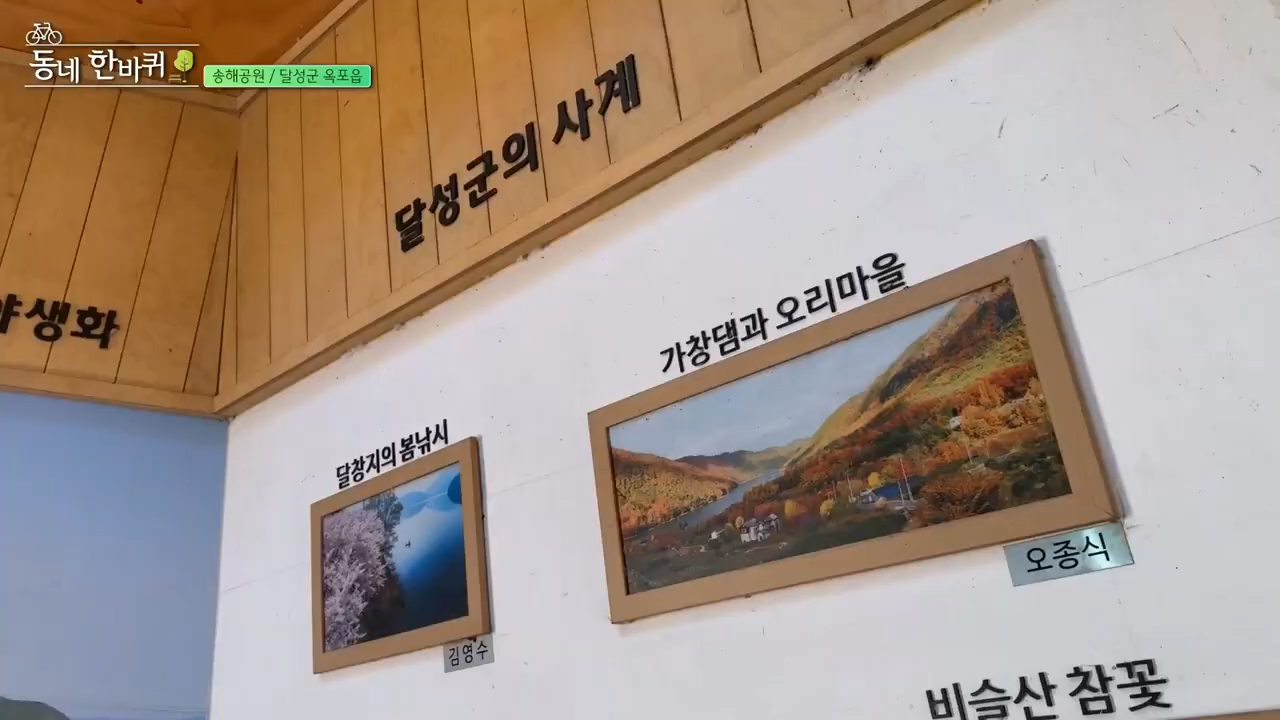 동네 한바퀴
송해공원 / 달성군 옥포읍
달성군의 사계
야생화
가창댐과 오리마을
달창지의 봄낚시
오종식
김영수
비슬산 참꽃